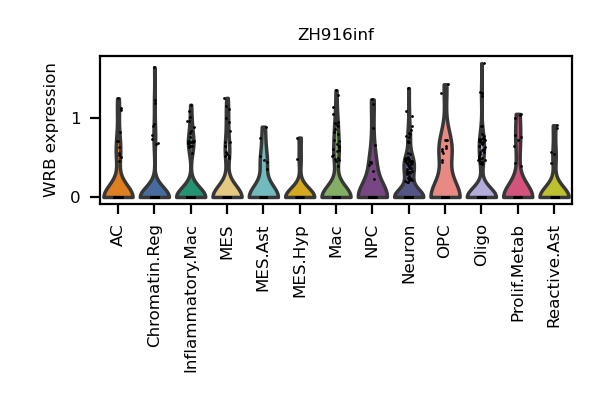 ZH916inf
WRB expression
1
0
AC
Chromatin.Reg
Inflammatory.Mac
MES
MES.Ast
MES.Hyp
Mac
NPC
Neuron
OPC
Oligo
Prolif.Metab
Reactive.Ast